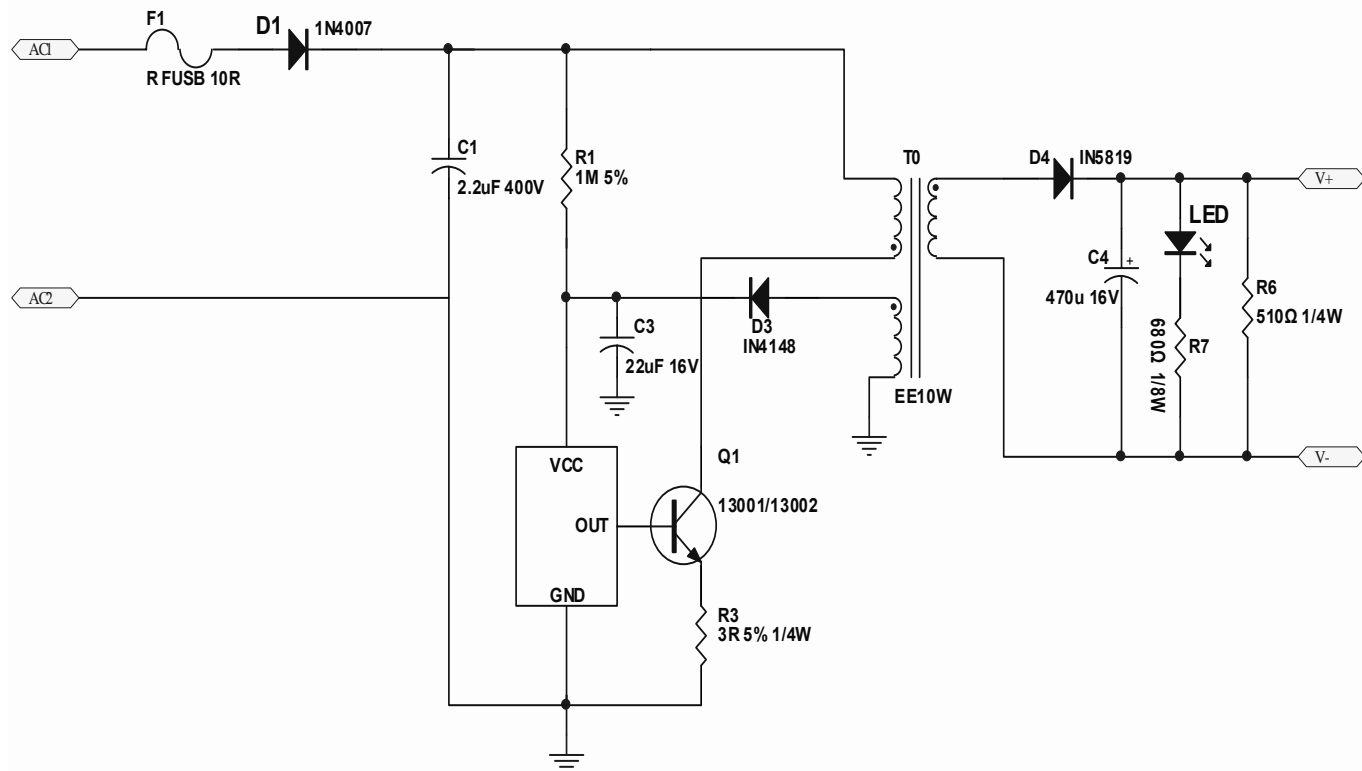 F1
D1
1N4007
AC1
R FUSB 10R
C1
2.2uF 400V
R1
1M 5%
T0
D4
IN5819
V+
LED
C4
+
470u 16V
R6
510Ω 1/4W
R7
680Ω 1/8W
AC2
C3
22uF 16V
D3
IN4148
EE10W
V-
VCC
OUT
GND
Q1
13001/13002
R3
3R 5% 1/4W